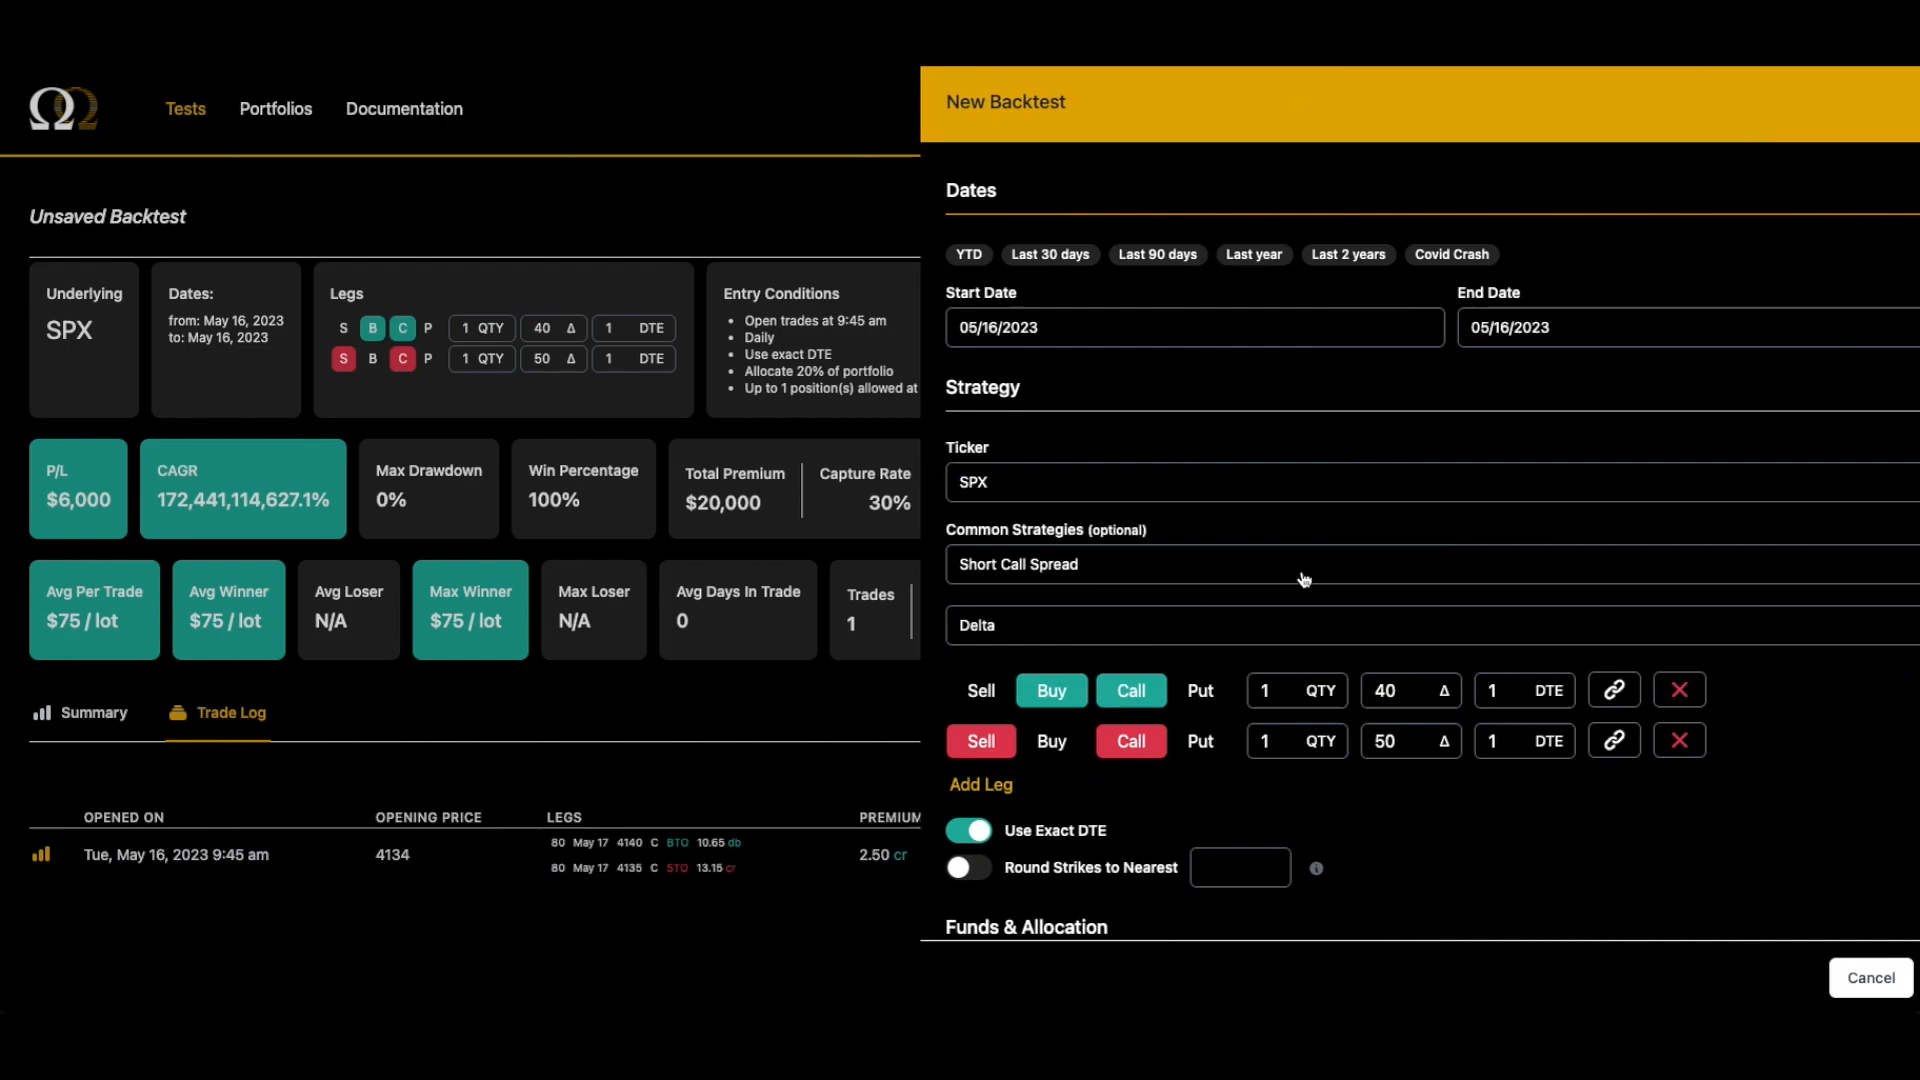 Tests Portfolios Documentation
Unsaved Backtest
Underlying
SPX
Dates:
from: May 16, 2023
to: May 16, 2023
Legs
S B C P 1 QTY 40 Δ 1 DTE
S B C P 1 QTY 50 Δ 1 DTE
Entry Conditions
• Open trades at 9:45 am
• Daily
• Use exact DTE
• Allocate 20% of portfolio
• Up to 1 position(s) allowed at
P/L
$6,000
CAGR
172,441,114,627.1%
Max Drawdown
0%
Win Percentage
100%
Total Premium
$20,000
Capture Rate
30%
Avg Per Trade
$75 / lot
Avg Winner
$75 / lot
Avg Loser
N/A
Max Winner
$75 / lot
Max Loser
N/A
Avg Days In Trade
0
Trades
1
Summary Trade Log
OPENED ON OPENING PRICE LEGS PREMIUM
Tue, May 16, 2023 9:45 am 4134
80 May 17 4140 C BTO 10.65 db
80 May 17 4135 C STO 13.15 cr
2.50 cr
New Backtest
Dates
YTD Last 30 days Last 90 days Last year Last 2 years Covid Crash
Start Date End Date
05/16/2023 05/16/2023
Strategy
Ticker
SPX
Common Strategies (optional)
Short Call Spread
Delta
Sell Buy Call Put 1 QTY 40 Δ 1 DTE
Sell Buy Call Put 1 QTY 50 Δ 1 DTE
Add Leg
Use Exact DTE
Round Strikes to Nearest
Funds & Allocation
Cancel